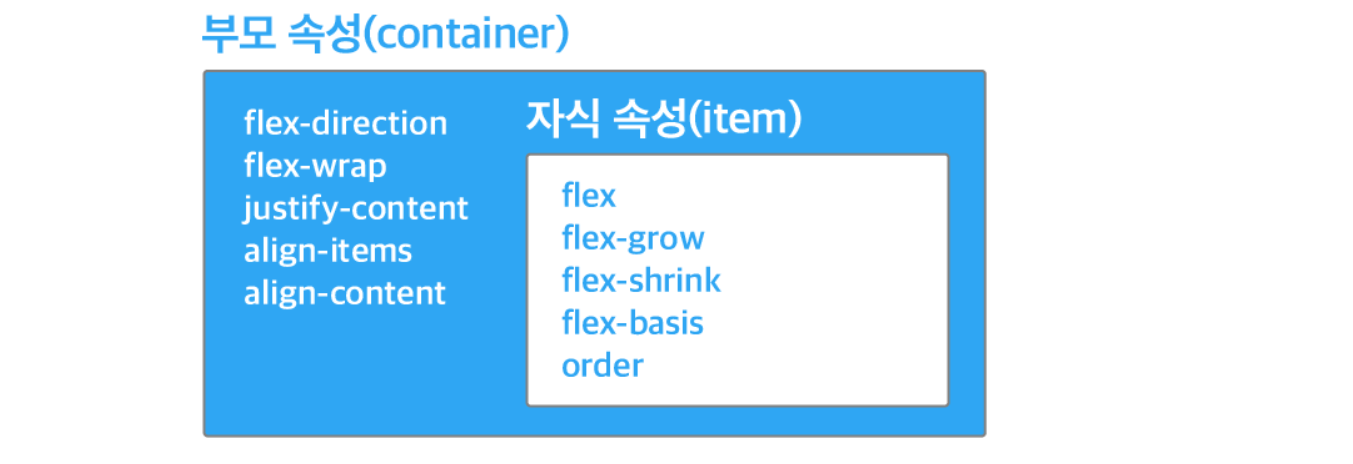 부모 속성(container)
flex-direction
flex-wrap
justify-content
align-items
align-content
자식 속성(item)
flex
flex-grow
flex-shrink
flex-basis
order